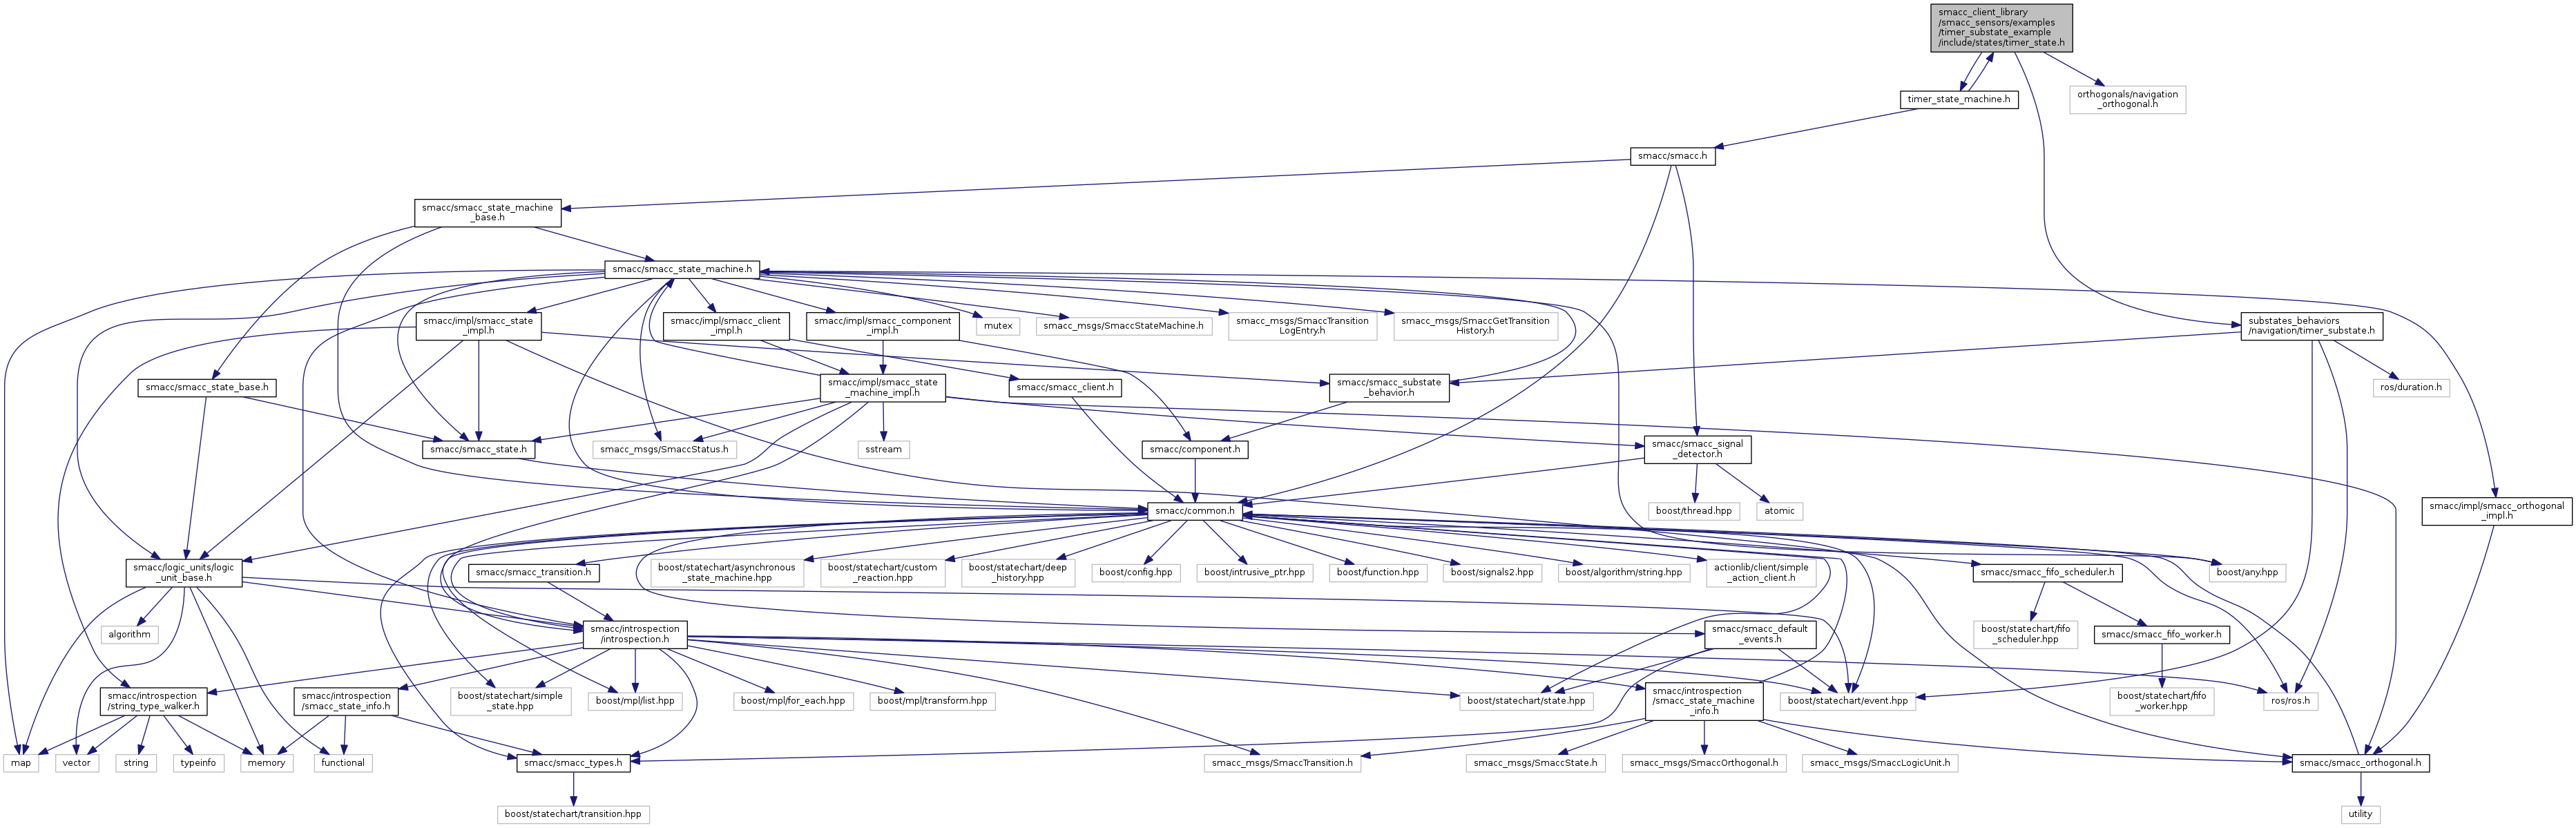 smacc_client_library
/smacc_sensors/examples
/timer_substate_example
/include/states/timer_state.h
timer_state_machine.h
orthogonals/navigation
_orthogonal.h
smacc/smacc.h
smacc/smacc_state_machine
_base.h
smacc/smacc_state_machine.h
smacc/impl/smacc_state
_impl.h
smacc/impl/smacc_client
_impl.h
smacc/impl/smacc_component
_impl.h
mutex
smacc_msgs/SmaccStateMachine.h
smacc_msgs/SmaccTransition
LogEntry.h
smacc_msgs/SmaccGetTransition
History.h
substates_behaviors
/navigation/timer_substate.h
smacc/smacc_state_base.h
smacc/impl/smacc_state
_machine_impl.h
smacc/smacc_client.h
smacc/smacc_substate
_behavior.h
ros/duration.h
smacc/smacc_state.h
smacc_msgs/SmaccStatus.h
sstream
smacc/component.h
smacc/smacc_signal
_detector.h
smacc/common.h
boost/thread.hpp
atomic
smacc/impl/smacc_orthogonal
_impl.h
smacc/logic_units/logic
_unit_base.h
smacc/smacc_transition.h
boost/statechart/asynchronous
_state_machine.hpp
boost/statechart/custom
_reaction.hpp
boost/statechart/deep
_history.hpp
boost/config.hpp
boost/intrusive_ptr.hpp
boost/function.hpp
boost/signals2.hpp
boost/algorithm/string.hpp
actionlib/client/simple
_action_client.h
smacc/smacc_fifo_scheduler.h
boost/any.hpp
algorithm
smacc/introspection
/introspection.h
smacc/smacc_default
_events.h
boost/statechart/fifo
_scheduler.hpp
smacc/smacc_fifo_worker.h
smacc/introspection
/string_type_walker.h
smacc/introspection
/smacc_state_info.h
boost/statechart/simple
_state.hpp
boost/mpl/list.hpp
boost/mpl/for_each.hpp
boost/mpl/transform.hpp
boost/statechart/state.hpp
smacc/introspection
/smacc_state_machine
_info.h
boost/statechart/event.hpp
boost/statechart/fifo
_worker.hpp
ros/ros.h
map
vector
string
typeinfo
memory
functional
smacc/smacc_types.h
smacc_msgs/SmaccTransition.h
smacc_msgs/SmaccState.h
smacc_msgs/SmaccOrthogonal.h
smacc_msgs/SmaccLogicUnit.h
smacc/smacc_orthogonal.h
boost/statechart/transition.hpp
utility